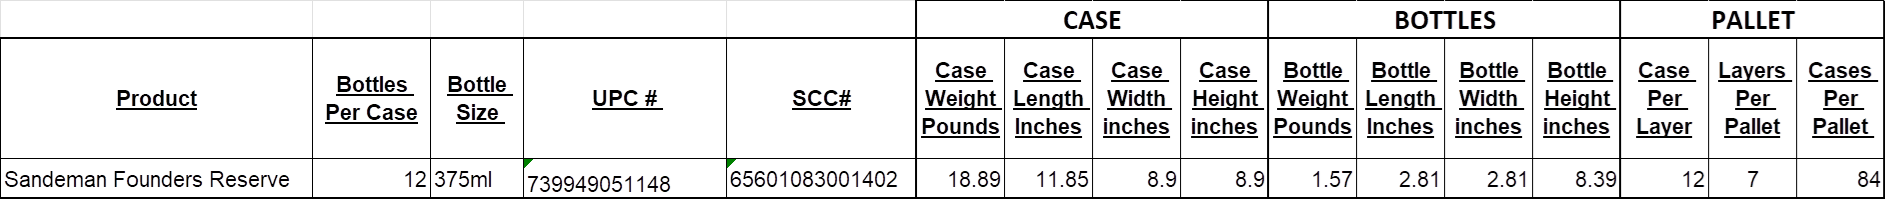 CASE BOTTLES PALLET
Product Bottles Per Case Bottle Size UPC # SCC# Case Weight Pounds Case Length Inches Case Width inches Case Height inches Bottle Weight Pounds Bottle Length Inches Bottle Width inches Bottle Height inches Case Per Layer Layers Per Pallet Cases Per Pallet
Sandeman Founders Reserve 12 375ml 739949051148 65601083001402 18.89 11.85 8.9 8.9 1.57 2.81 2.81 8.39 12 7 84